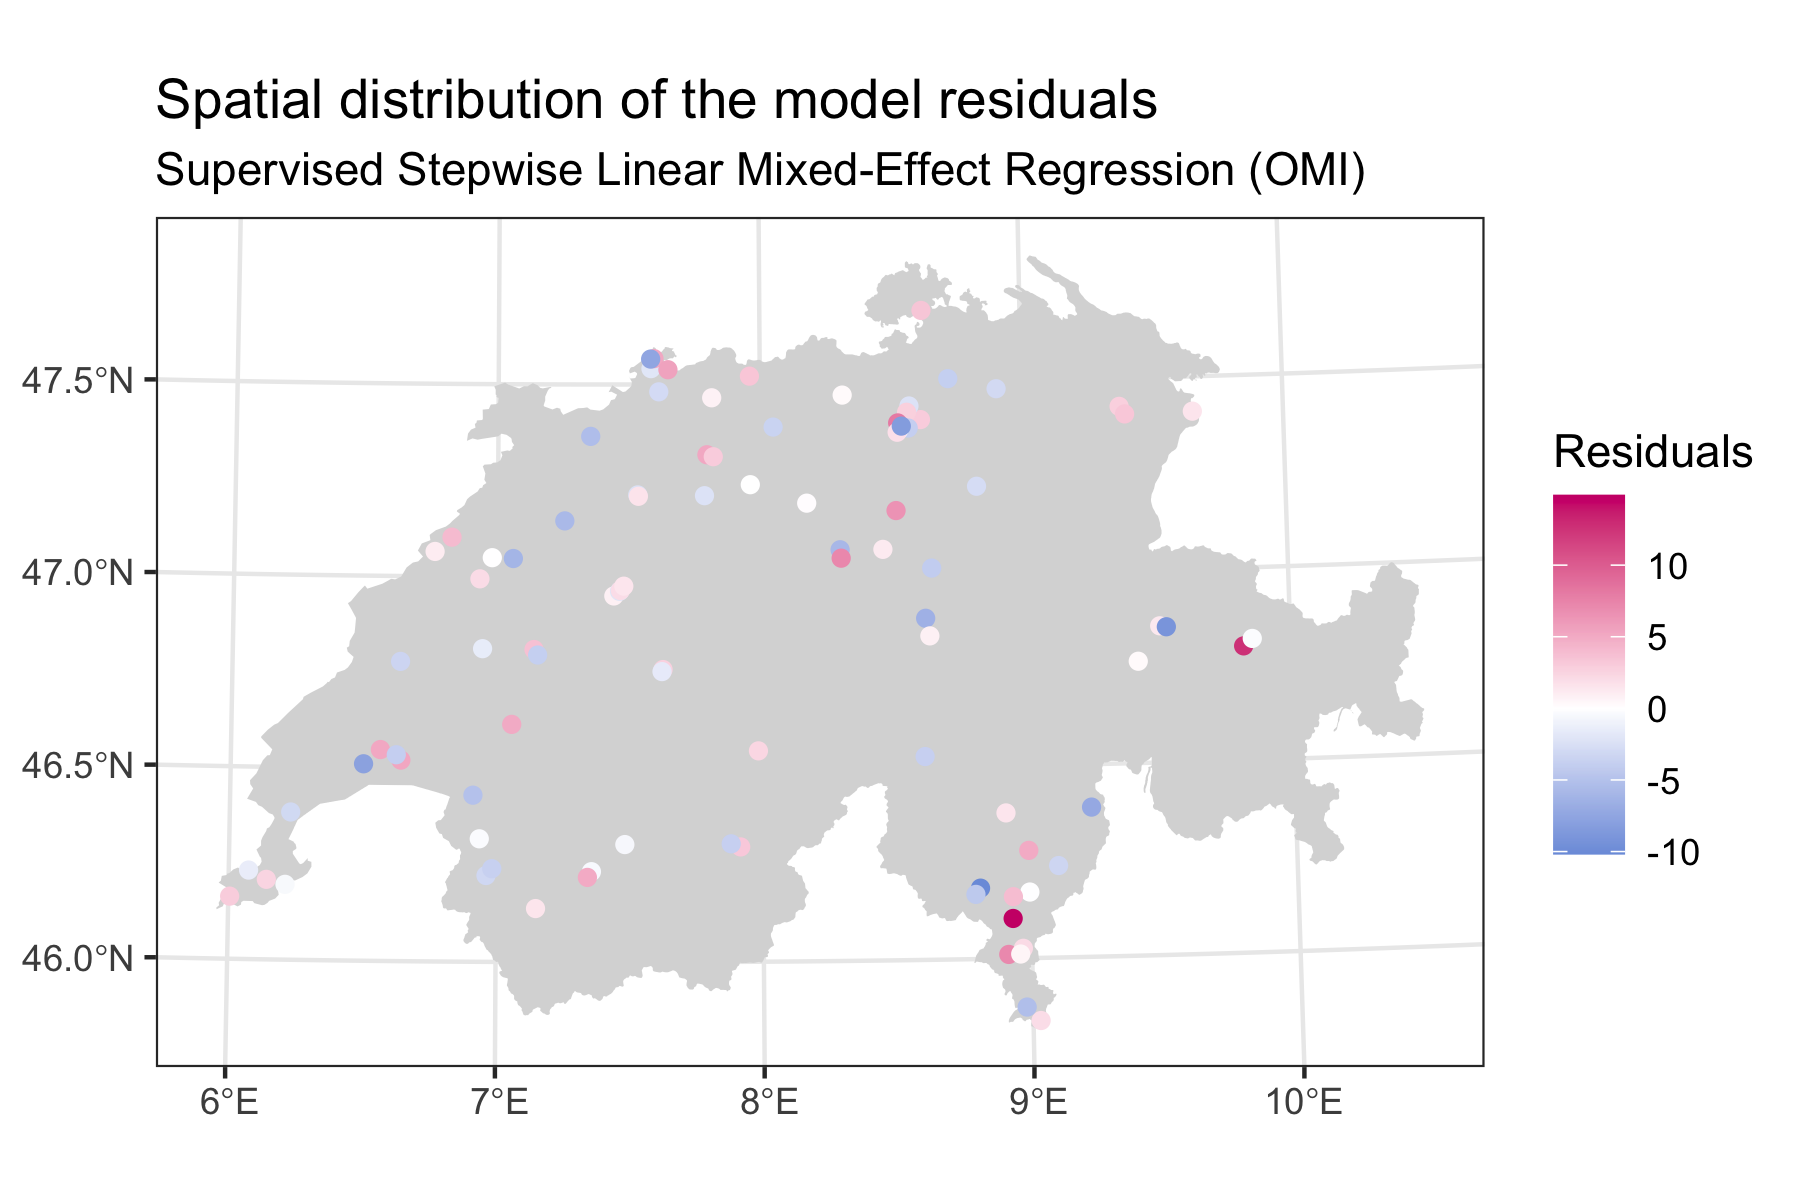 Spatial distribution of the model residuals
Supervised Stepwise Linear Mixed-Effect Regression (OMI)
47.5°N
47.0°N
46.5°N
46.0°N
6°E
7°E
8°E
9°E
10°E
Residuals
10
5
0
-5
-10